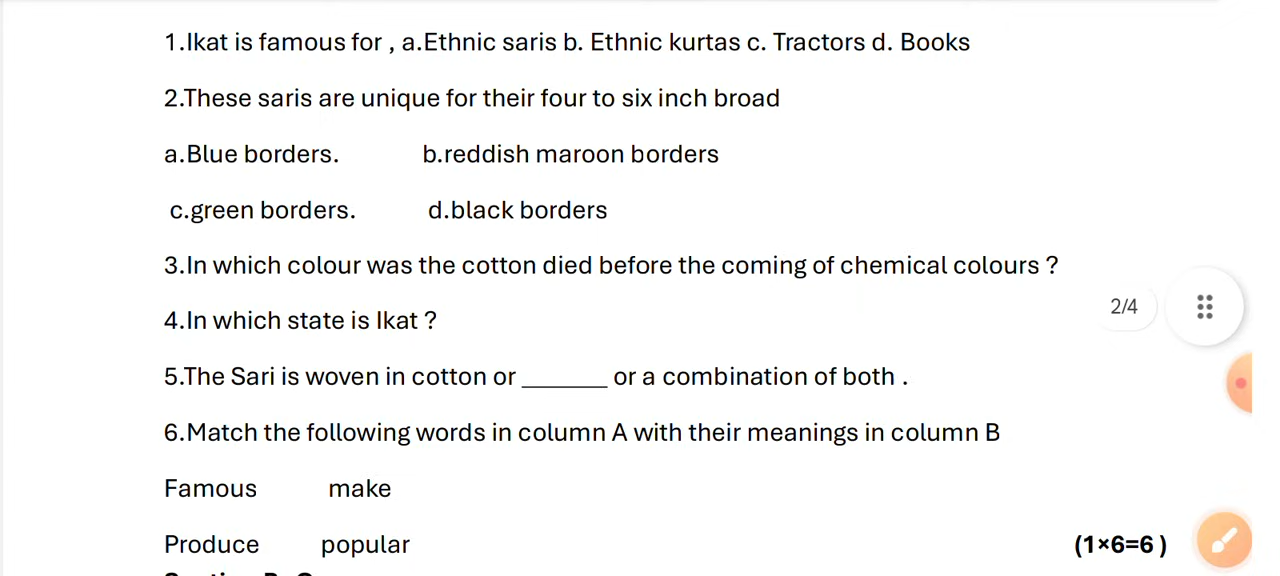 1.Ikat is famous for , a.Ethnic saris b. Ethnic kurtas c. Tractors d. Books
2.These saris are unique for their four to six inch broad
a.Blue borders. b.reddish maroon borders
c.green borders. d.black borders
3.In which colour was the cotton died before the coming of chemical colours ?
4.In which state is Ikat ?
2/4
5.The Sari is woven in cotton or _______ or a combination of both .
6.Match the following words in column A with their meanings in column B
Famous make
Produce popular (1×6=6 )